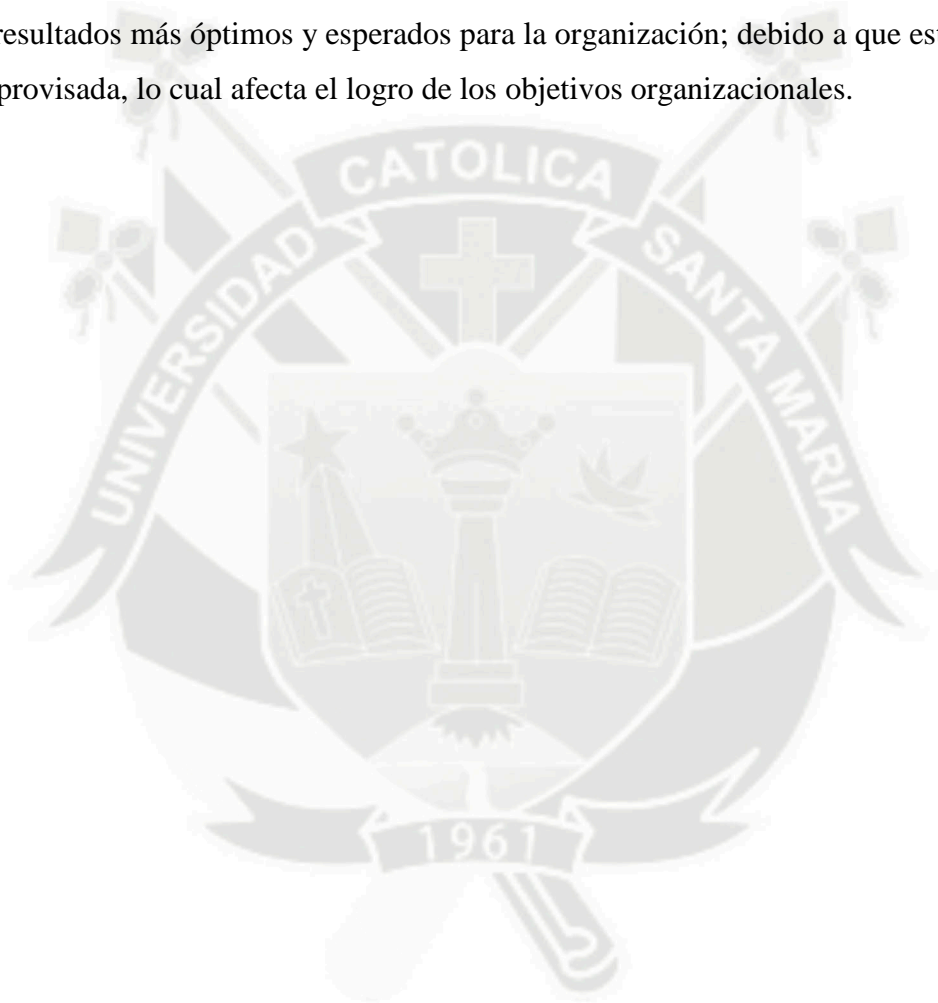 resultados más óptimos y esperados para la organización; debido a que es
provisada, lo cual afecta el logro de los objetivos organizacionales.
UNIVERSIDAD CATOLICA SANTA MARIA
1961